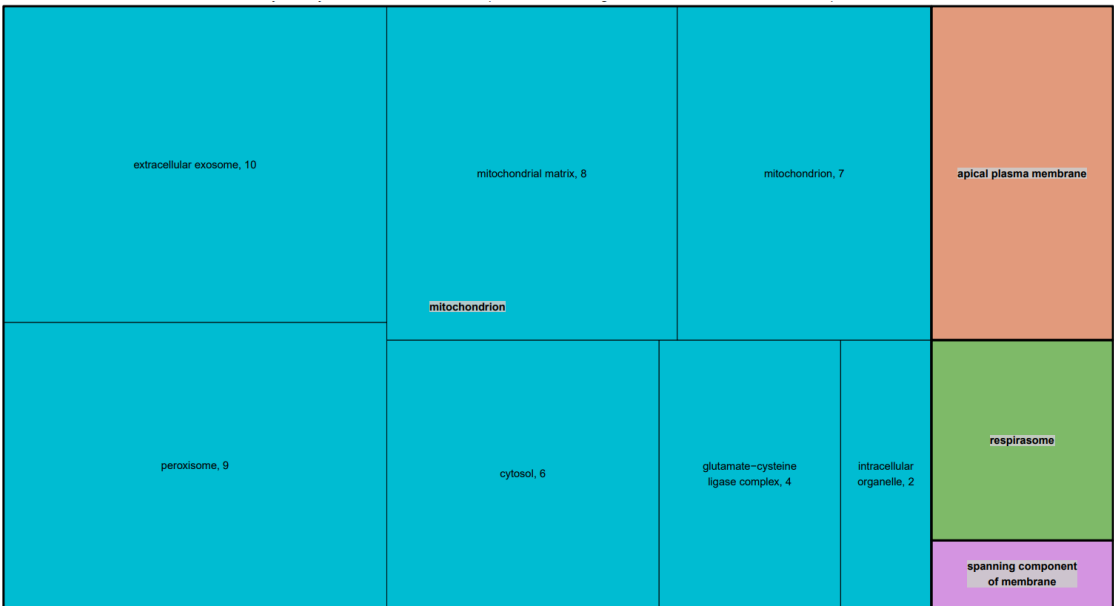 extracellular exosome, 10
mitochondrial matrix, 8
mitochondrion, 7
apical plasma membrane
mitochondrion
peroxisome, 9
cytosol, 6
glutamate−cysteine
ligase complex, 4
intracellular
organelle, 2
respirasome
spanning component
of membrane